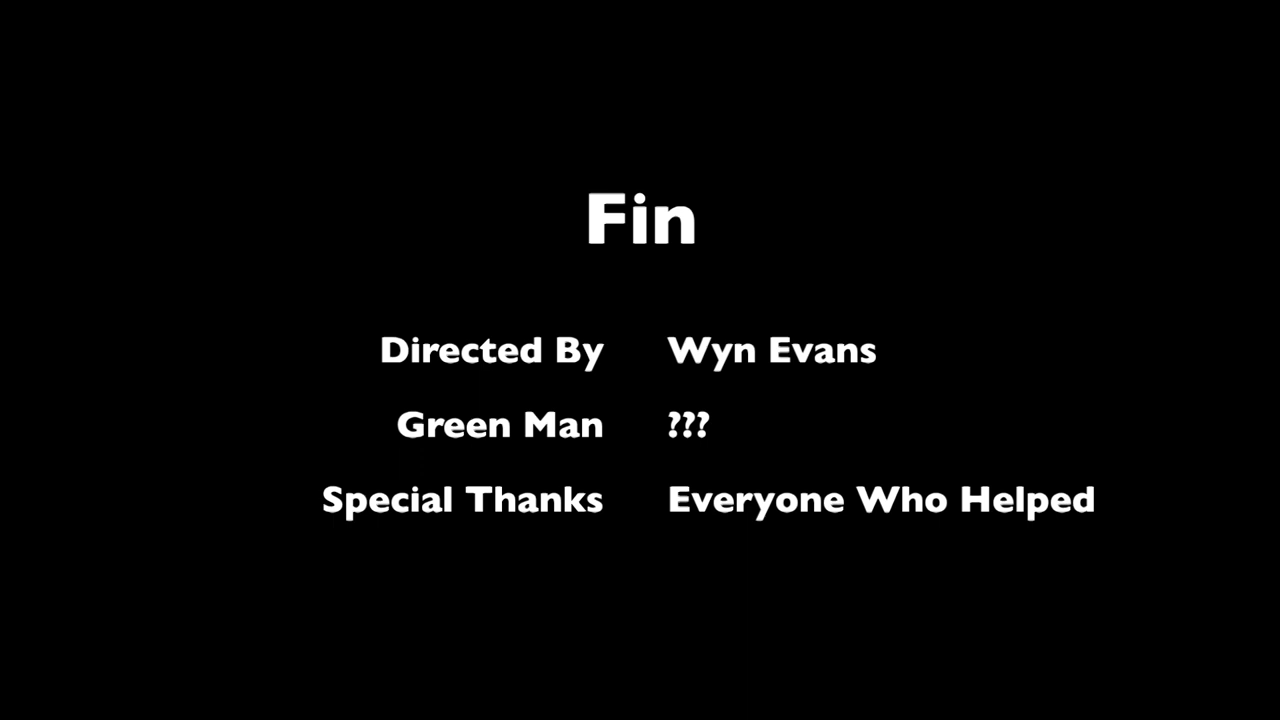 Fin
Directed By Wyn Evans
Green Man ???
Special Thanks Everyone Who Helped